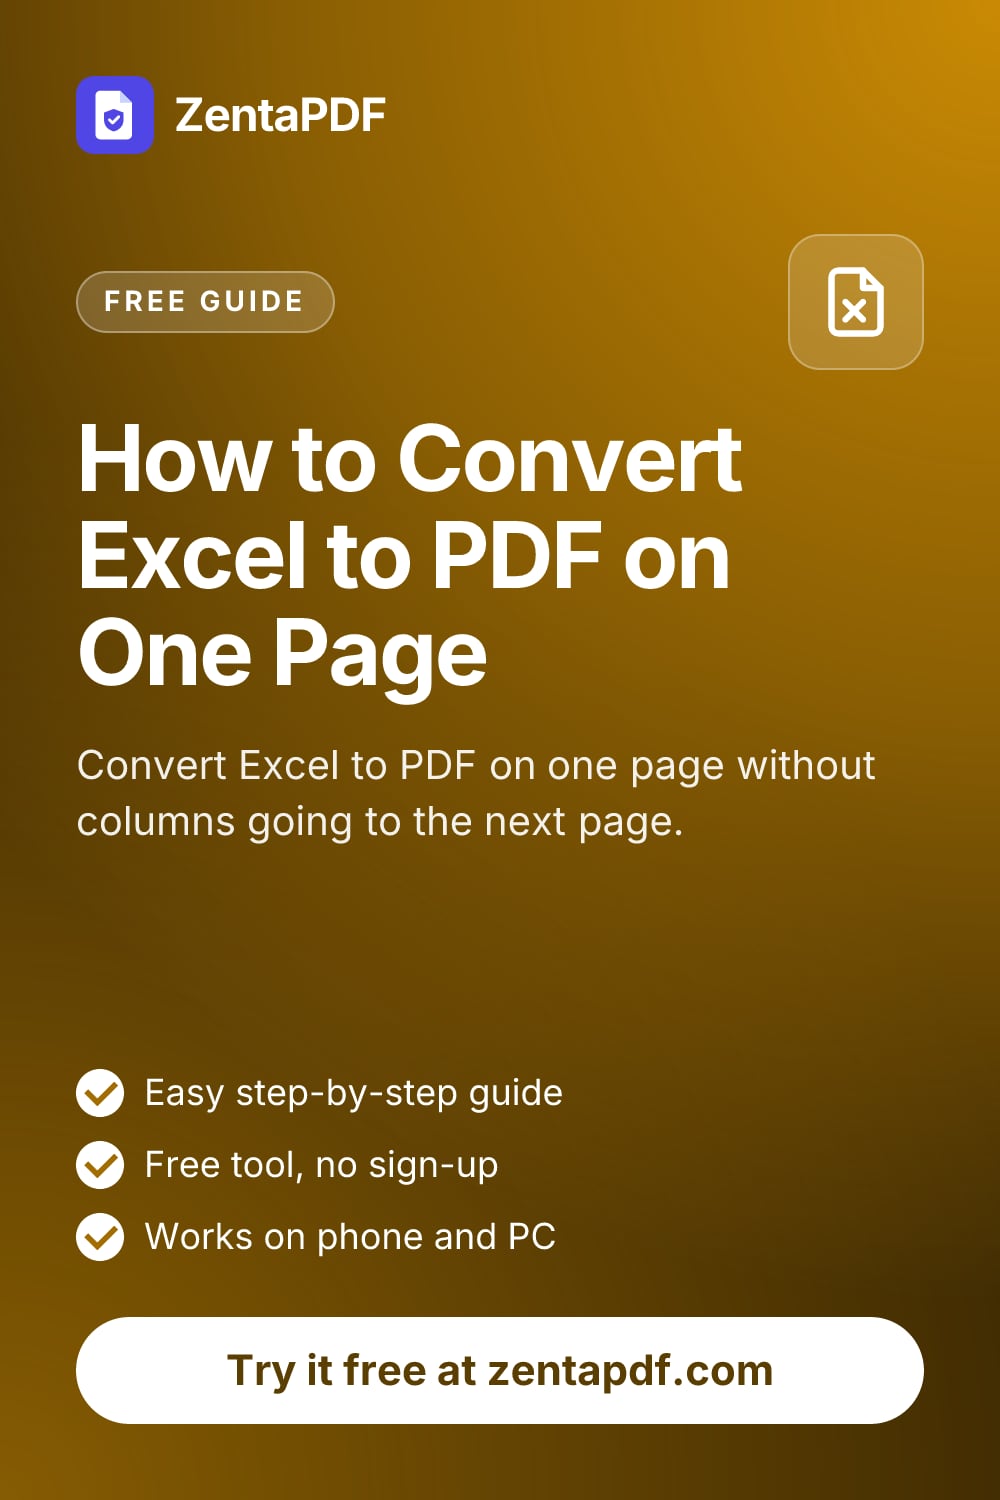 ZentaPDF
FREE GUIDE
How to Convert
Excel to PDF on
One Page
Convert Excel to PDF on one page without
columns going to the next page.
Easy step-by-step guide
Free tool, no sign-up
Works on phone and PC
Try it free at zentapdf.com